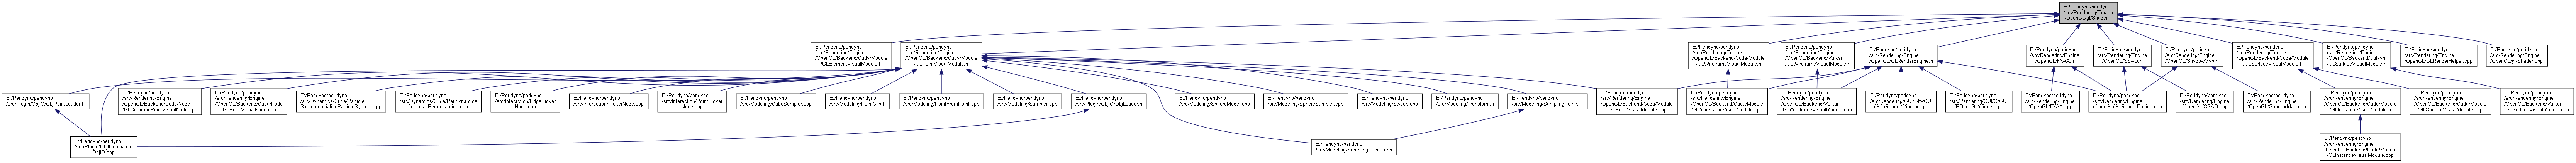 E:/Peridyno/peridyno
/src/Rendering/Engine
/OpenGL/gl/Shader.h
E:/Peridyno/peridyno
/src/Rendering/Engine
/OpenGL/Backend/Cuda/Module
/GLElementVisualModule.h
E:/Peridyno/peridyno
/src/Rendering/Engine
/OpenGL/Backend/Cuda/Module
/GLPointVisualModule.h
E:/Peridyno/peridyno
/src/Rendering/Engine
/OpenGL/Backend/Cuda/Module
/GLWireframeVisualModule.h
E:/Peridyno/peridyno
/src/Rendering/Engine
/OpenGL/Backend/Vulkan
/GLWireframeVisualModule.h
E:/Peridyno/peridyno
/src/Rendering/Engine
/OpenGL/GLRenderEngine.h
E:/Peridyno/peridyno
/src/Rendering/Engine
/OpenGL/FXAA.h
E:/Peridyno/peridyno
/src/Rendering/Engine
/OpenGL/SSAO.h
E:/Peridyno/peridyno
/src/Rendering/Engine
/OpenGL/ShadowMap.h
E:/Peridyno/peridyno
/src/Rendering/Engine
/OpenGL/Backend/Cuda/Module
/GLSurfaceVisualModule.h
E:/Peridyno/peridyno
/src/Rendering/Engine
/OpenGL/Backend/Vulkan
/GLSurfaceVisualModule.h
E:/Peridyno/peridyno
/src/Rendering/Engine
/OpenGL/GLRenderHelper.cpp
E:/Peridyno/peridyno
/src/Rendering/Engine
/OpenGL/gl/Shader.cpp
E:/Peridyno/peridyno
/src/Plugin/ObjIO/ObjPointLoader.h
E:/Peridyno/peridyno
/src/Rendering/Engine
/OpenGL/Backend/Cuda/Node
/GLCommonPointVisualNode.cpp
E:/Peridyno/peridyno
/src/Rendering/Engine
/OpenGL/Backend/Cuda/Node
/GLPointVisualNode.cpp
E:/Peridyno/peridyno
/src/Dynamics/Cuda/Particle
System/initializeParticleSystem.cpp
E:/Peridyno/peridyno
/src/Dynamics/Cuda/Peridynamics
/initializePeridynamics.cpp
E:/Peridyno/peridyno
/src/Interaction/EdgePicker
Node.cpp
E:/Peridyno/peridyno
/src/Interaction/PickerNode.cpp
E:/Peridyno/peridyno
/src/Interaction/PointPicker
Node.cpp
E:/Peridyno/peridyno
/src/Modeling/CubeSampler.cpp
E:/Peridyno/peridyno
/src/Modeling/PointClip.h
E:/Peridyno/peridyno
/src/Modeling/PointFromPoint.cpp
E:/Peridyno/peridyno
/src/Modeling/Sampler.cpp
E:/Peridyno/peridyno
/src/Plugin/ObjIO/ObjLoader.h
E:/Peridyno/peridyno
/src/Modeling/SphereModel.cpp
E:/Peridyno/peridyno
/src/Modeling/SphereSampler.cpp
E:/Peridyno/peridyno
/src/Modeling/Sweep.cpp
E:/Peridyno/peridyno
/src/Modeling/Transform.h
E:/Peridyno/peridyno
/src/Modeling/SamplingPoints.h
E:/Peridyno/peridyno
/src/Rendering/Engine
/OpenGL/Backend/Cuda/Module
/GLPointVisualModule.cpp
E:/Peridyno/peridyno
/src/Rendering/Engine
/OpenGL/Backend/Cuda/Module
/GLWireframeVisualModule.cpp
E:/Peridyno/peridyno
/src/Rendering/Engine
/OpenGL/Backend/Vulkan
/GLWireframeVisualModule.cpp
E:/Peridyno/peridyno
/src/Rendering/GUI/GlfwGUI
/GlfwRenderWindow.cpp
E:/Peridyno/peridyno
/src/Rendering/GUI/QtGUI
/POpenGLWidget.cpp
E:/Peridyno/peridyno
/src/Rendering/Engine
/OpenGL/FXAA.cpp
E:/Peridyno/peridyno
/src/Rendering/Engine
/OpenGL/GLRenderEngine.cpp
E:/Peridyno/peridyno
/src/Rendering/Engine
/OpenGL/SSAO.cpp
E:/Peridyno/peridyno
/src/Rendering/Engine
/OpenGL/ShadowMap.cpp
E:/Peridyno/peridyno
/src/Rendering/Engine
/OpenGL/Backend/Cuda/Module
/GLInstanceVisualModule.h
E:/Peridyno/peridyno
/src/Rendering/Engine
/OpenGL/Backend/Cuda/Module
/GLSurfaceVisualModule.cpp
E:/Peridyno/peridyno
/src/Rendering/Engine
/OpenGL/Backend/Vulkan
/GLSurfaceVisualModule.cpp
E:/Peridyno/peridyno
/src/Plugin/ObjIO/initialize
ObjIO.cpp
E:/Peridyno/peridyno
/src/Modeling/SamplingPoints.cpp
E:/Peridyno/peridyno
/src/Rendering/Engine
/OpenGL/Backend/Cuda/Module
/GLInstanceVisualModule.cpp